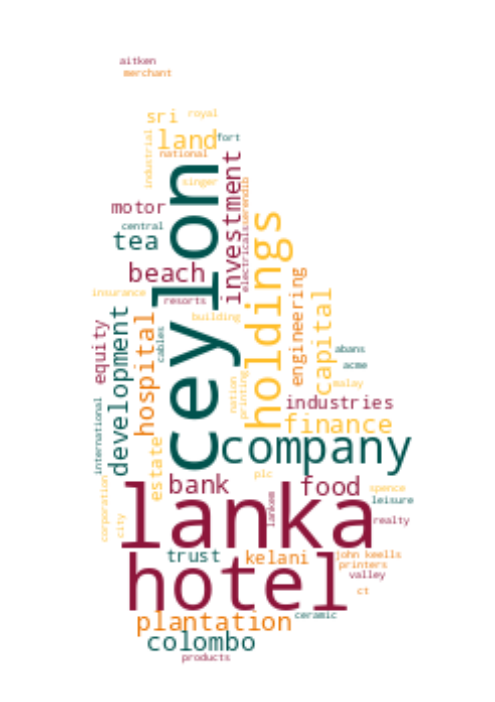 aitken
merchant
sri
royal
industrial
land
fort
national
singer
ceylon
investment
serendib
electricals
motor
central
tea
beach
holdings
insurance
resorts
building
engineering
capital
equity
development
hospital
cables
nation
printing
abans
acme
malay
industries
finance
international
estate
company
corporation
city
bank
plc
food
spence
leisure
lanka
lankem
realty
trust
kelani
john keells
printers
valley
hotel
ct
plantation
ceramic
colombo
products